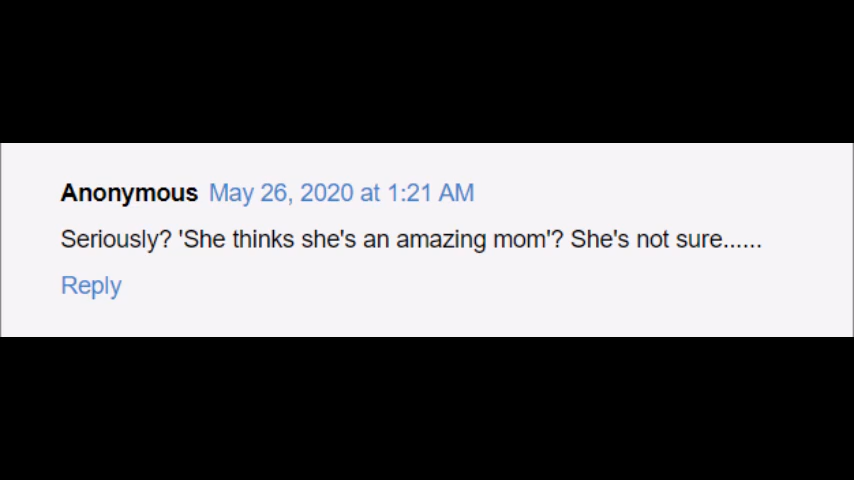 Anonymous May 26, 2020 at 1:21 AM
Seriously? 'She thinks she's an amazing mom'? She's not sure......
Reply